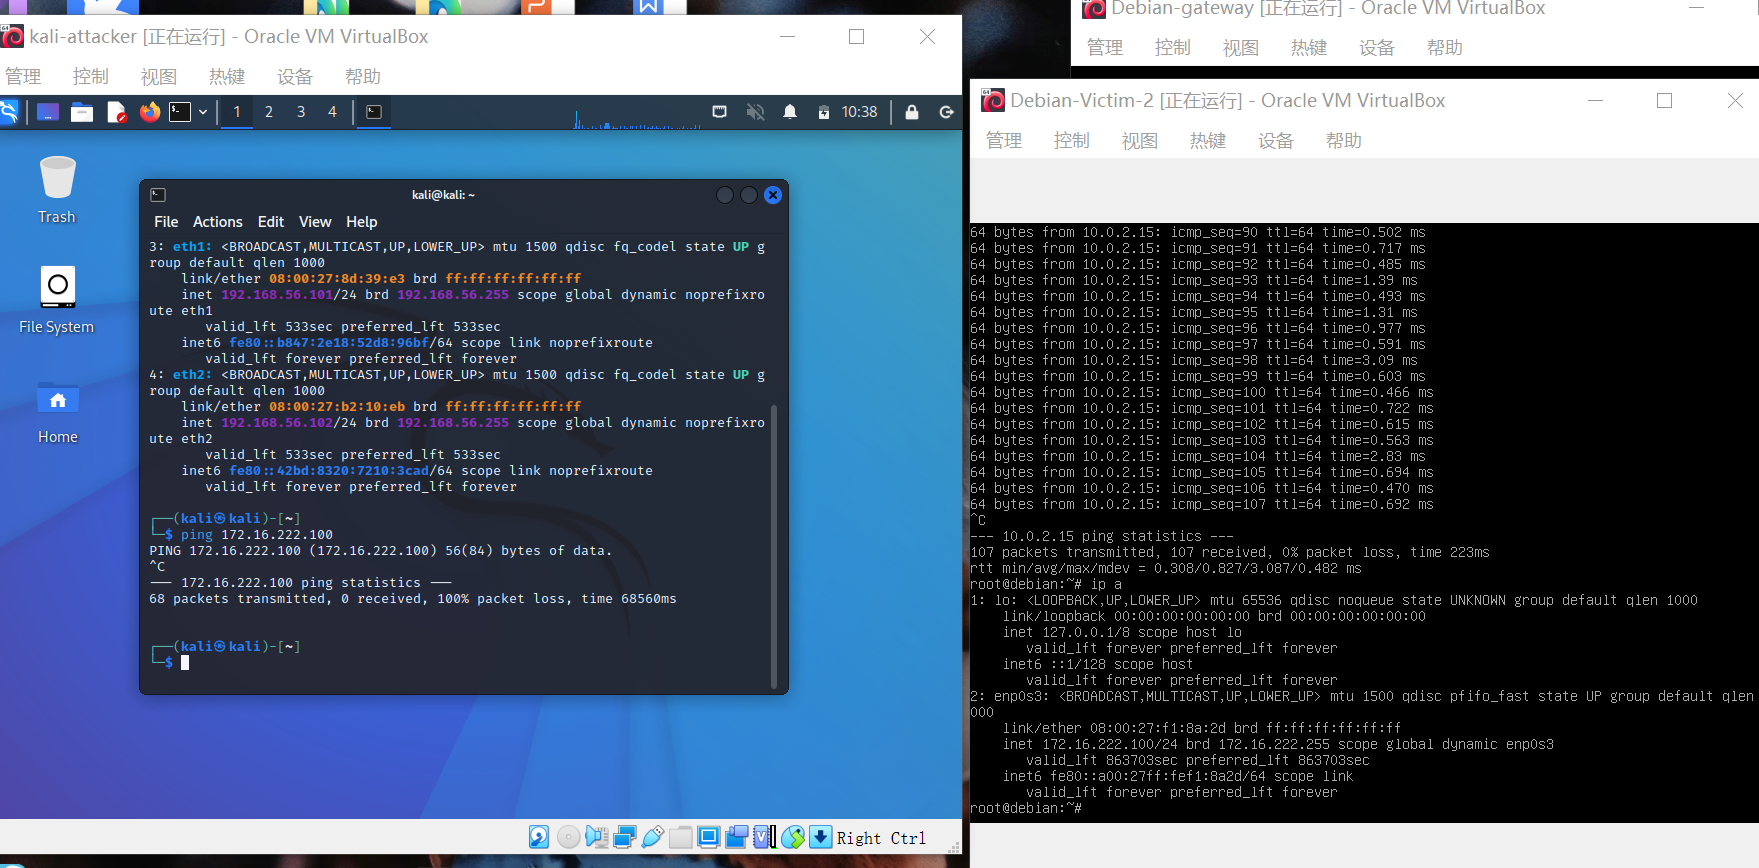 kali-attacker [正在运行] - Oracle VM VirtualBox
管理 控制 视图 热键 设备 帮助
1 2 3 4 10:38
Trash
File System
Home
kali@kali: ~
File Actions Edit View Help
3: eth1: <BROADCAST,MULTICAST,UP,LOWER_UP> mtu 1500 qdisc fq_codel state UP g
roup default qlen 1000
link/ether 08:00:27:8d:39:e3 brd ff:ff:ff:ff:ff:ff
inet 192.168.56.101/24 brd 192.168.56.255 scope global dynamic noprefixro
ute eth1
valid_lft 533sec preferred_lft 533sec
inet6 fe80::b847:2e18:52d8:96bf/64 scope link noprefixroute
valid_lft forever preferred_lft forever
4: eth2: <BROADCAST,MULTICAST,UP,LOWER_UP> mtu 1500 qdisc fq_codel state UP g
roup default qlen 1000
link/ether 08:00:27:b2:10:eb brd ff:ff:ff:ff:ff:ff
inet 192.168.56.102/24 brd 192.168.56.255 scope global dynamic noprefixro
ute eth2
valid_lft 533sec preferred_lft 533sec
inet6 fe80::42bd:8320:7210:3cad/64 scope link noprefixroute
valid_lft forever preferred_lft forever
┌──(kali㉿kali)-[~]
└─$ ping 172.16.222.100
PING 172.16.222.100 (172.16.222.100) 56(84) bytes of data.
^C
--- 172.16.222.100 ping statistics ---
68 packets transmitted, 0 received, 100% packet loss, time 68560ms
┌──(kali㉿kali)-[~]
└─$
Right Ctrl
Debian-gateway [正在运行] - Oracle VM VirtualBox
管理 控制 视图 热键 设备 帮助
Debian-Victim-2 [正在运行] - Oracle VM VirtualBox
管理 控制 视图 热键 设备 帮助
64 bytes from 10.0.2.15: icmp_seq=90 ttl=64 time=0.502 ms
64 bytes from 10.0.2.15: icmp_seq=91 ttl=64 time=0.717 ms
64 bytes from 10.0.2.15: icmp_seq=92 ttl=64 time=0.485 ms
64 bytes from 10.0.2.15: icmp_seq=93 ttl=64 time=1.39 ms
64 bytes from 10.0.2.15: icmp_seq=94 ttl=64 time=0.493 ms
64 bytes from 10.0.2.15: icmp_seq=95 ttl=64 time=1.31 ms
64 bytes from 10.0.2.15: icmp_seq=96 ttl=64 time=0.977 ms
64 bytes from 10.0.2.15: icmp_seq=97 ttl=64 time=0.591 ms
64 bytes from 10.0.2.15: icmp_seq=98 ttl=64 time=3.09 ms
64 bytes from 10.0.2.15: icmp_seq=99 ttl=64 time=0.603 ms
64 bytes from 10.0.2.15: icmp_seq=100 ttl=64 time=0.466 ms
64 bytes from 10.0.2.15: icmp_seq=101 ttl=64 time=0.722 ms
64 bytes from 10.0.2.15: icmp_seq=102 ttl=64 time=0.615 ms
64 bytes from 10.0.2.15: icmp_seq=103 ttl=64 time=0.563 ms
64 bytes from 10.0.2.15: icmp_seq=104 ttl=64 time=2.83 ms
64 bytes from 10.0.2.15: icmp_seq=105 ttl=64 time=0.694 ms
64 bytes from 10.0.2.15: icmp_seq=106 ttl=64 time=0.470 ms
64 bytes from 10.0.2.15: icmp_seq=107 ttl=64 time=0.692 ms
^C
--- 10.0.2.15 ping statistics ---
107 packets transmitted, 107 received, 0% packet loss, time 223ms
rtt min/avg/max/mdev = 0.308/0.827/3.087/0.482 ms
root@debian:~# ip a
1: lo: <LOOPBACK,UP,LOWER_UP> mtu 65536 qdisc noqueue state UNKNOWN group default qlen 1000
link/loopback 00:00:00:00:00:00 brd 00:00:00:00:00:00
inet 127.0.0.1/8 scope host lo
valid_lft forever preferred_lft forever
inet6 ::1/128 scope host
valid_lft forever preferred_lft forever
2: enp0s3: <BROADCAST,MULTICAST,UP,LOWER_UP> mtu 1500 qdisc pfifo_fast state UP group default qlen
000
link/ether 08:00:27:f1:8a:2d brd ff:ff:ff:ff:ff:ff
inet 172.16.222.100/24 brd 172.16.222.255 scope global dynamic enp0s3
valid_lft 863703sec preferred_lft 863703sec
inet6 fe80::a00:27ff:fef1:8a2d/64 scope link
valid_lft forever preferred_lft forever
root@debian:~#